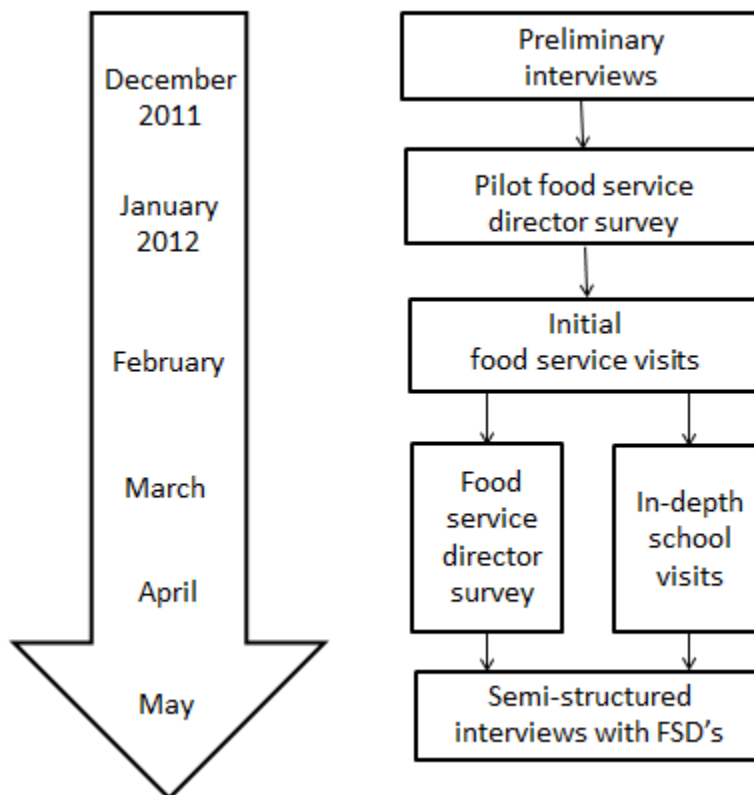 December
2011
January
2012
February
March
April
May
Preliminary
interviews
Pilot food service
director survey
Initial
food service visits
Food
service
director
survey
In-depth
school
visits
Semi-structured
interviews with FSD's